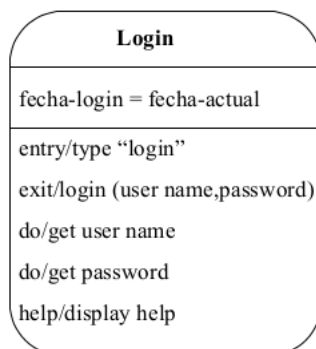 Login
fecha-login = fecha-actual
entry/type “login”
exit/login (user name,password)
do/get user name
do/get password
help/display help